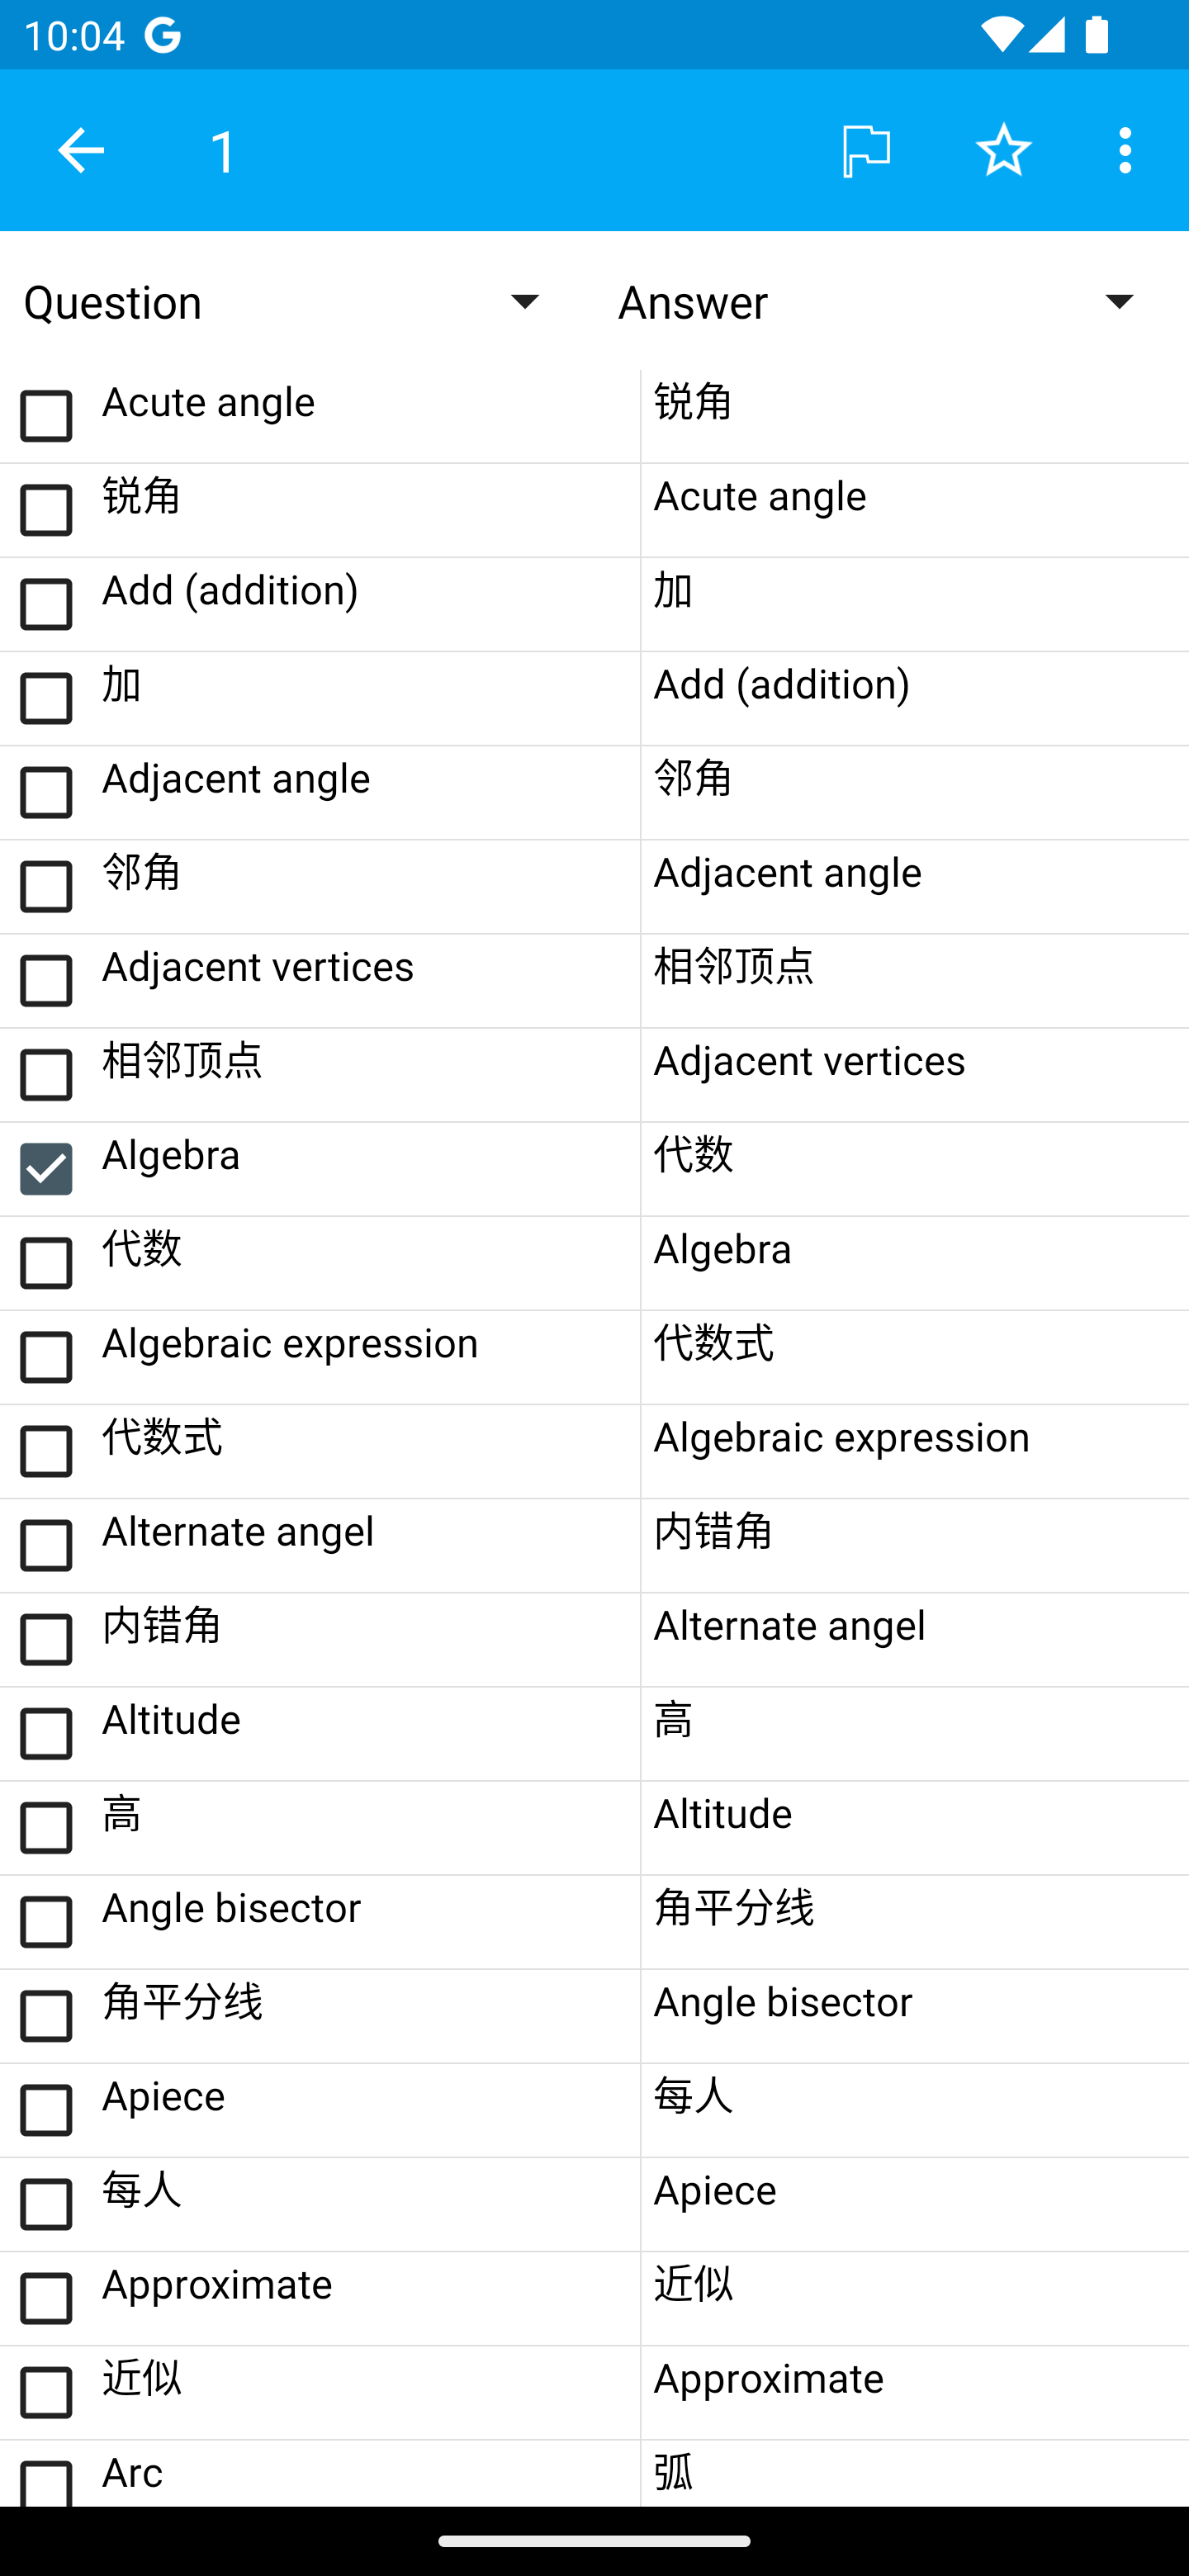 10:04
1
Question Answer
Acute angle 锐角
锐角 Acute angle
Add (addition) 加
加 Add (addition)
Adjacent angle 邻角
邻角 Adjacent angle
Adjacent vertices 相邻顶点
相邻顶点 Adjacent vertices
Algebra 代数
代数 Algebra
Algebraic expression 代数式
代数式 Algebraic expression
Alternate angel 内错角
内错角 Alternate angel
Altitude 高
高 Altitude
Angle bisector 角平分线
角平分线 Angle bisector
Apiece 每人
每人 Apiece
Approximate 近似
近似 Approximate
Arc 弧